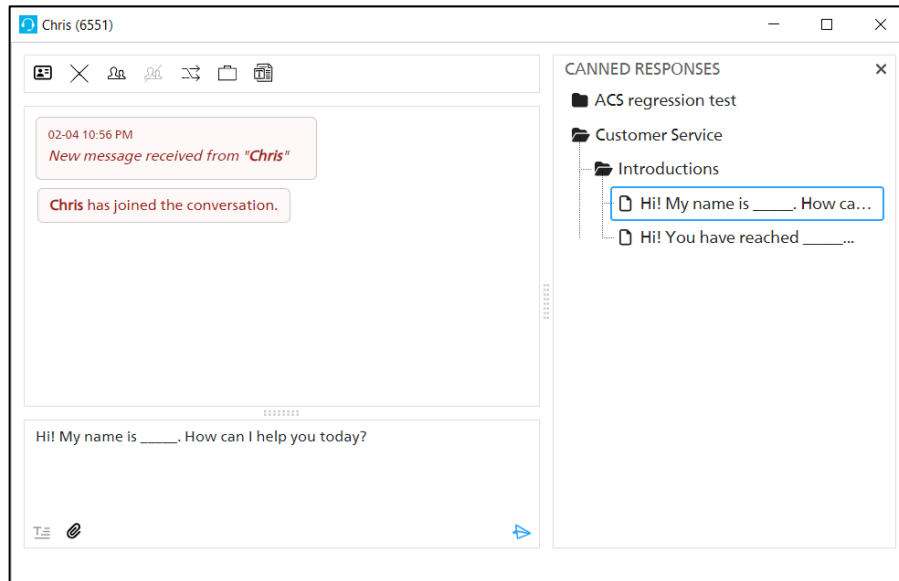 Chris (6551)
CANNED RESPONSES
ACS regression test
Customer Service
Introductions
Hi! My name is _____. How ca...
Hi! You have reached _____...
02-04 10:56 PM
New message received from "Chris"
Chris has joined the conversation.
Hi! My name is _____. How can I help you today?